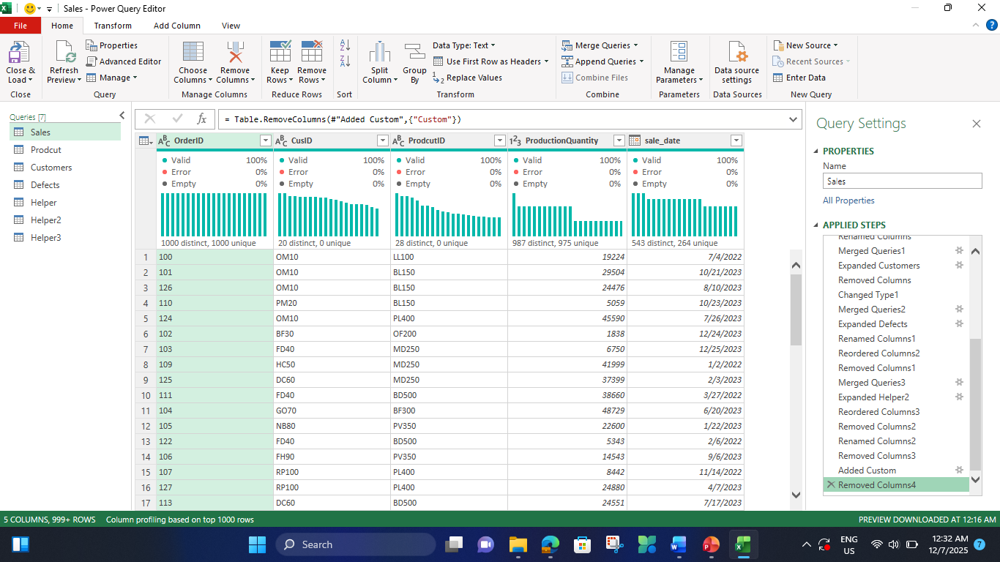 Sales - Power Query Editor
File Home Transform Add Column View
Close & Load
Close
Refresh Preview
Properties
Advanced Editor
Manage
Query
Choose Columns
Remove Columns
Manage Columns
Keep Rows
Remove Rows
Reduce Rows
Sort
Split Column
Group By
Data Type: Text
Use First Row as Headers
Replace Values
Transform
Merge Queries
Append Queries
Combine Files
Combine
Manage Parameters
Parameters
Data source settings
Data Sources
New Source
Recent Sources
Enter Data
New Query
Queries [7]
Sales
Prodcut
Customers
Defects
Helper
Helper2
Helper3
fx = Table.RemoveColumns(#"Added Custom",{"Custom"})
OrderID CusID ProdcutID ProductionQuantity sale_date
Valid 100% Valid 100% Valid 100% Valid 100% Valid 100%
Error 0% Error 0% Error 0% Error 0% Error 0%
Empty 0% Empty 0% Empty 0% Empty 0% Empty 0%
1000 distinct, 1000 unique 20 distinct, 0 unique 28 distinct, 0 unique 987 distinct, 975 unique 543 distinct, 264 unique
1 100 OM10 LL100 19224 7/4/2022
2 101 OM10 BL150 29504 10/21/2023
3 126 OM10 BL150 24476 8/10/2023
4 110 PM20 BL150 5059 10/23/2023
5 124 OM10 PL400 45590 7/26/2023
6 102 BF30 OF200 1838 12/24/2023
7 103 FD40 MD250 6750 12/25/2023
8 109 HC50 MD250 41999 1/2/2022
9 125 DC60 MD250 37399 2/3/2023
10 111 FD40 BD500 38660 3/27/2022
11 104 GO70 BF300 48729 6/20/2023
12 105 NB80 PV350 22600 1/22/2023
13 122 FD40 BD500 5343 2/6/2022
14 106 FH90 PV350 14543 9/6/2023
15 107 RP100 PL400 8442 11/14/2022
16 127 RP100 PL400 24880 4/7/2023
17 113 DC60 BD500 24551 7/17/2023
Query Settings
PROPERTIES
Name
Sales
All Properties
APPLIED STEPS
Renamed Columns
Merged Queries1
Expanded Customers
Removed Columns
Changed Type1
Merged Queries2
Expanded Defects
Renamed Columns1
Reordered Columns2
Removed Columns1
Merged Queries3
Expanded Helper2
Reordered Columns3
Removed Columns2
Renamed Columns2
Removed Columns3
Added Custom
Removed Columns4
5 COLUMNS, 999+ ROWS Column profiling based on top 1000 rows PREVIEW DOWNLOADED AT 12:16 AM
Search
ENG
US
12:32 AM
12/7/2025
7